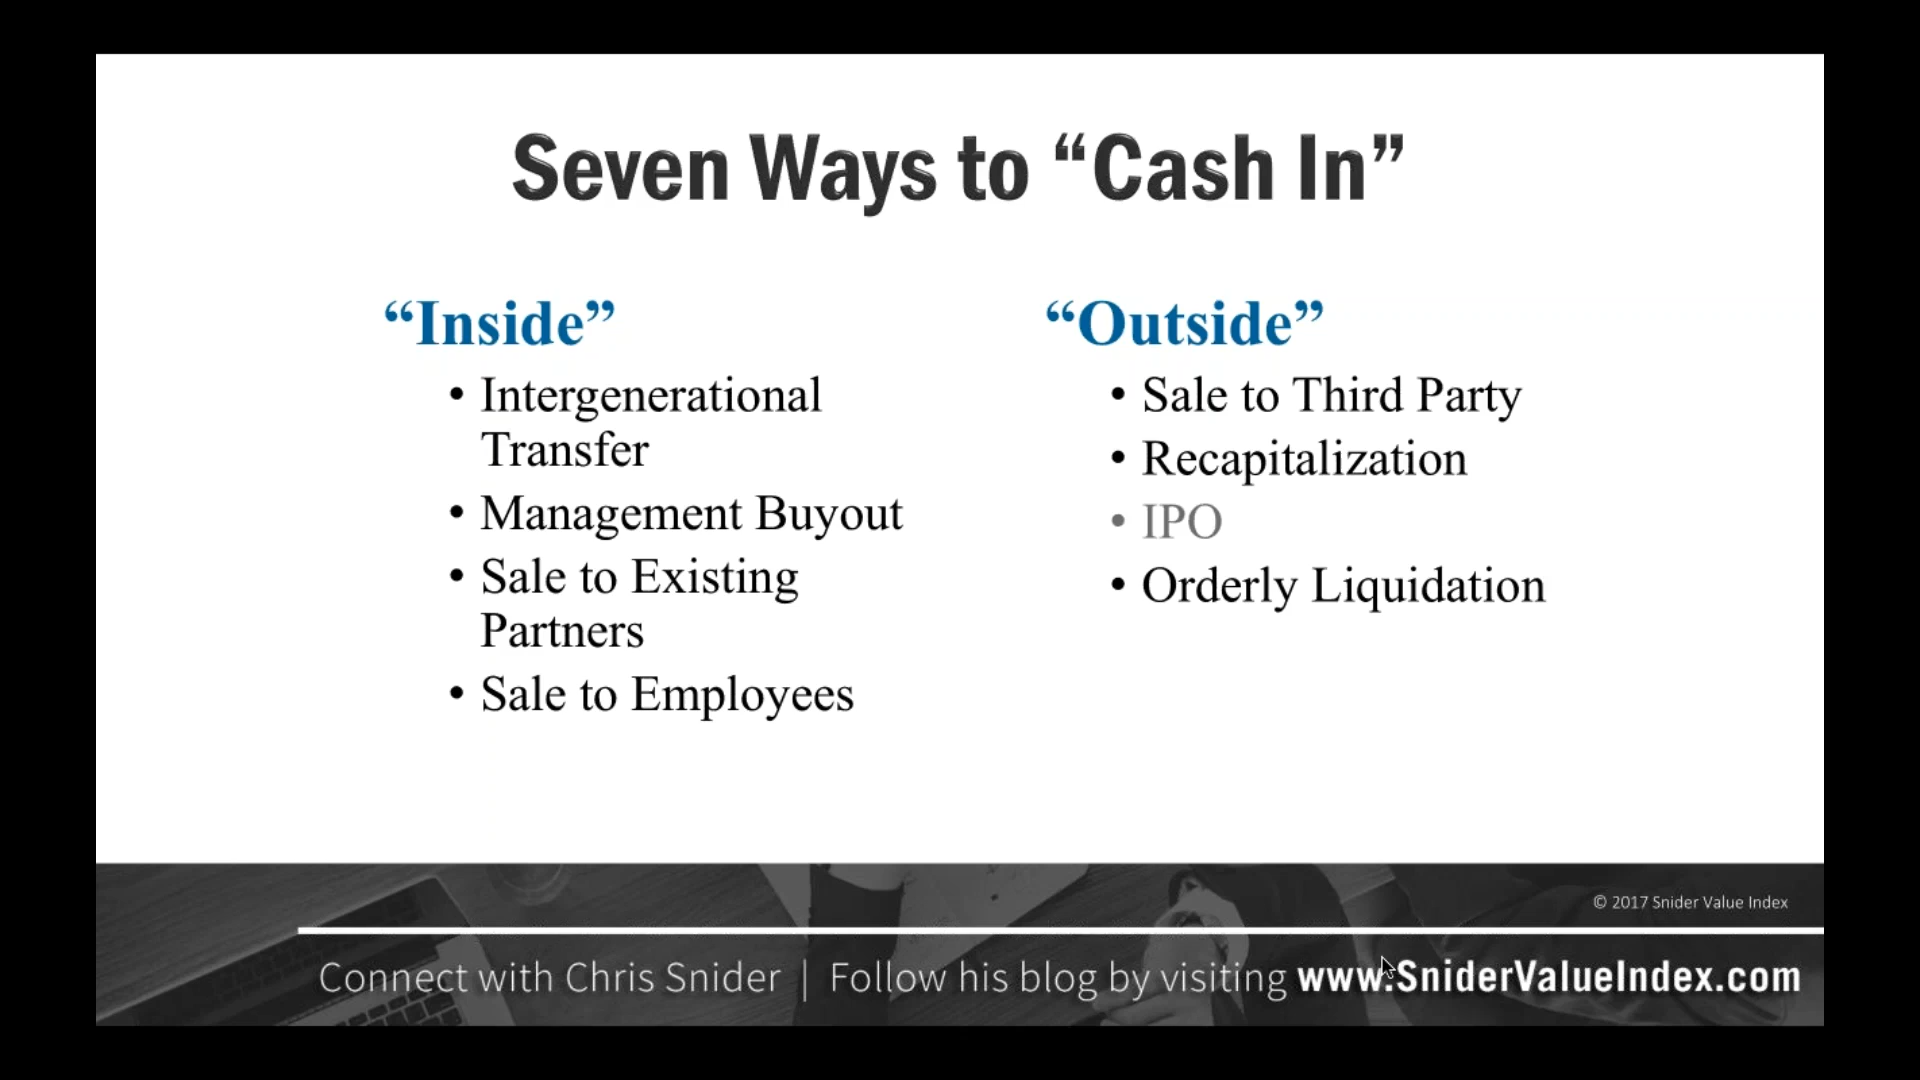 Seven Ways to “Cash In”
“Inside”
• Intergenerational
Transfer
• Management Buyout
• Sale to Existing
Partners
• Sale to Employees
“Outside”
• Sale to Third Party
• Recapitalization
• IPO
• Orderly Liquidation
© 2017 Snider Value Index
Connect with Chris Snider | Follow his blog by visiting www.SniderValueIndex.com